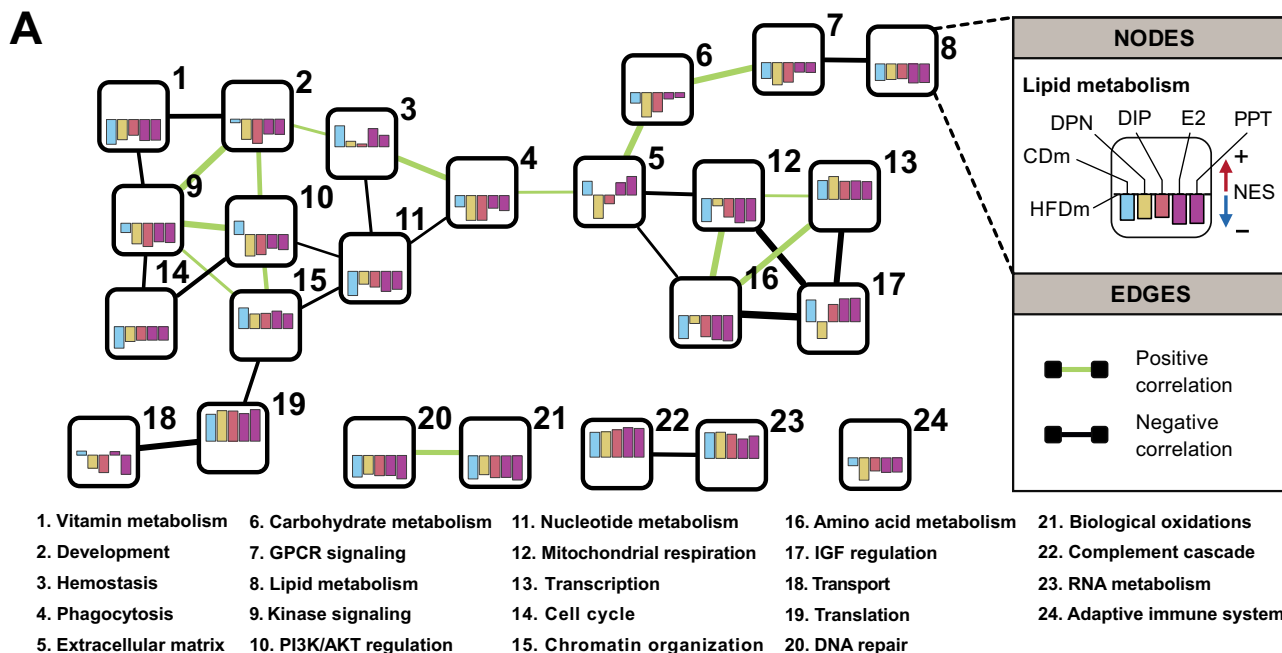 A
1
2
3
4
5
6
7
8
9
10
11
12
13
14
15
16
17
18
19
20
21
22
23
24
NODES
Lipid metabolism
DPN DIP E2 PPT
CDm
HFDm
+
NES
−
EDGES
Positive
correlation
Negative
correlation
1. Vitamin metabolism
2. Development
3. Hemostasis
4. Phagocytosis
5. Extracellular matrix
6. Carbohydrate metabolism
7. GPCR signaling
8. Lipid metabolism
9. Kinase signaling
10. PI3K/AKT regulation
11. Nucleotide metabolism
12. Mitochondrial respiration
13. Transcription
14. Cell cycle
15. Chromatin organization
16. Amino acid metabolism
17. IGF regulation
18. Transport
19. Translation
20. DNA repair
21. Biological oxidations
22. Complement cascade
23. RNA metabolism
24. Adaptive immune system